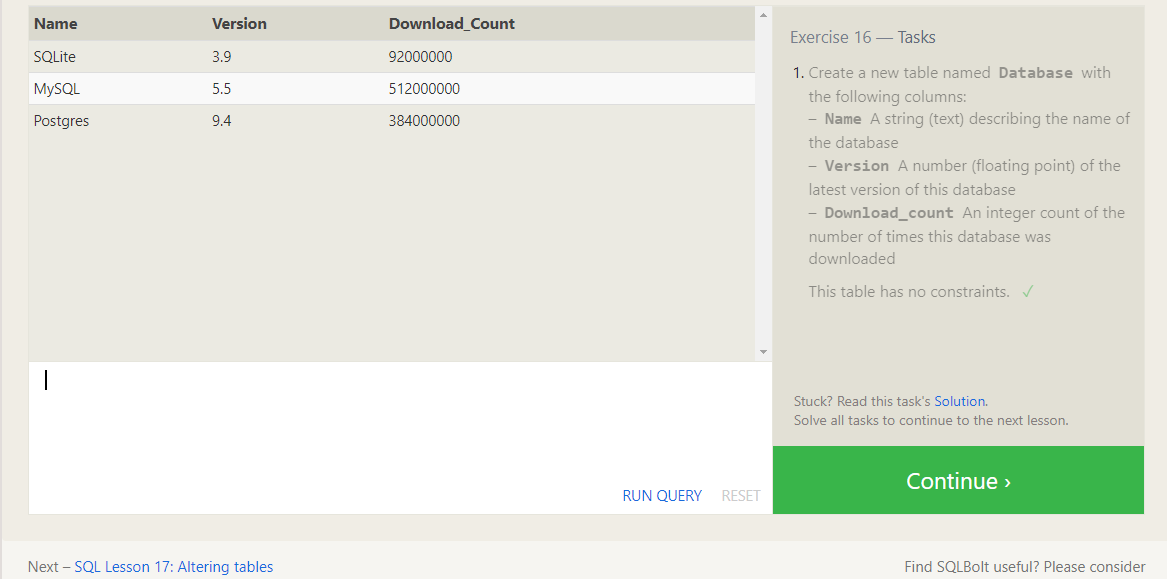 Name Version Download_Count
SQLite 3.9 92000000
MySQL 5.5 512000000
Postgres 9.4 384000000
RUN QUERY RESET
Exercise 16 — Tasks
1. Create a new table named Database with
the following columns:
– Name A string (text) describing the name of
the database
– Version A number (floating point) of the
latest version of this database
– Download_count An integer count of the
number of times this database was
downloaded
This table has no constraints. ✓
Stuck? Read this task's Solution.
Solve all tasks to continue to the next lesson.
Continue ›
Next – SQL Lesson 17: Altering tables
Find SQLBolt useful? Please consider